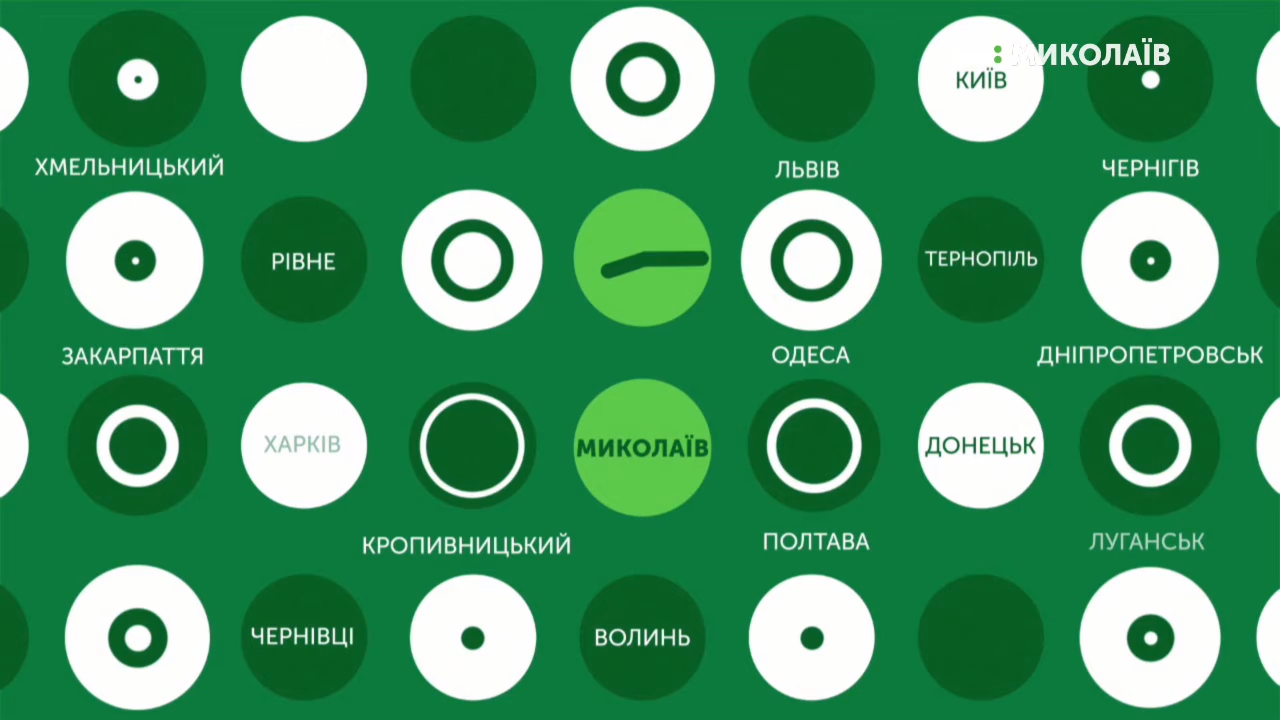 МИКОЛАЇВ
КИЇВ
ХМЕЛЬНИЦЬКИЙ
ЛЬВІВ
ЧЕРНІГІВ
РІВНЕ
ТЕРНОПІЛЬ
ЗАКАРПАТТЯ
ОДЕСА
ДНІПРОПЕТРОВСЬК
ХАРКІВ
МИКОЛАЇВ
ДОНЕЦЬК
КРОПИВНИЦЬКИЙ
ПОЛТАВА
ЛУГАНСЬК
ЧЕРНІВЦІ
ВОЛИНЬ